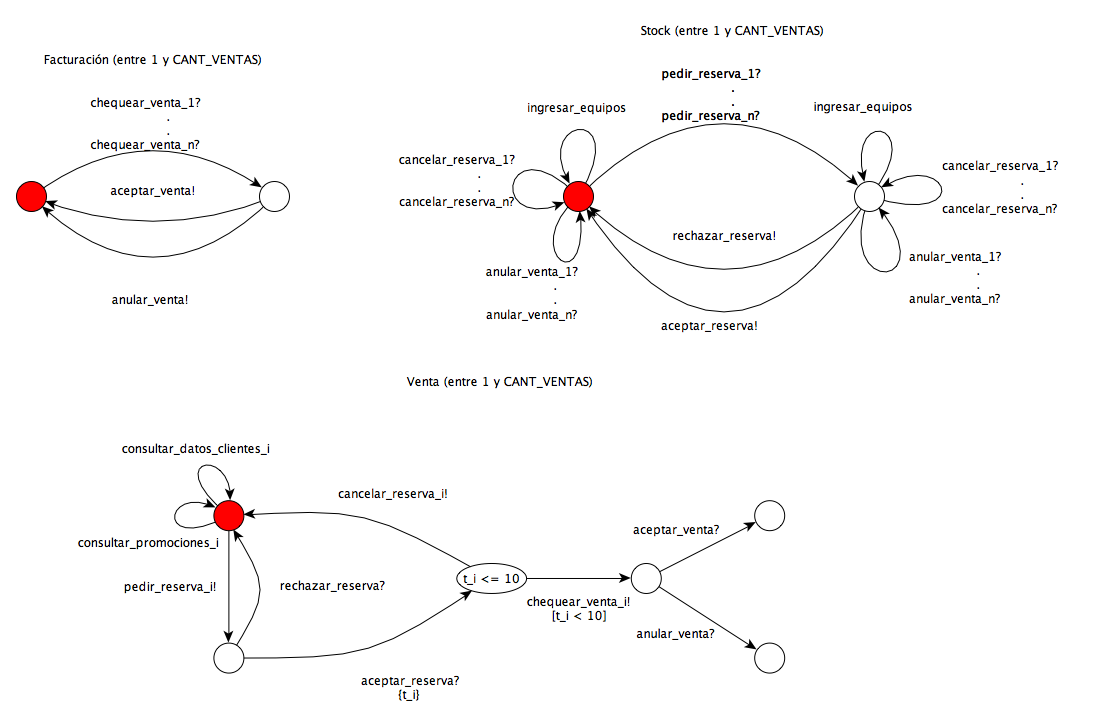 Stock (entre 1 y CANT_VENTAS)
Facturación (entre 1 y CANT_VENTAS)
chequear_venta_1?
.
.
chequear_venta_n?
aceptar_venta!
anular_venta!
pedir_reserva_1?
.
.
pedir_reserva_n?
ingresar_equipos
ingresar_equipos
cancelar_reserva_1?
.
.
cancelar_reserva_n?
cancelar_reserva_1?
.
.
cancelar_reserva_n?
rechazar_reserva!
anular_venta_1?
.
.
anular_venta_n?
anular_venta_1?
.
.
anular_venta_n?
aceptar_reserva!
Venta (entre 1 y CANT_VENTAS)
consultar_datos_clientes_i
cancelar_reserva_i!
consultar_promociones_i
pedir_reserva_i!
rechazar_reserva?
t_i <= 10
aceptar_venta?
chequear_venta_i!
[t_i < 10]
anular_venta?
aceptar_reserva?
{t_i}